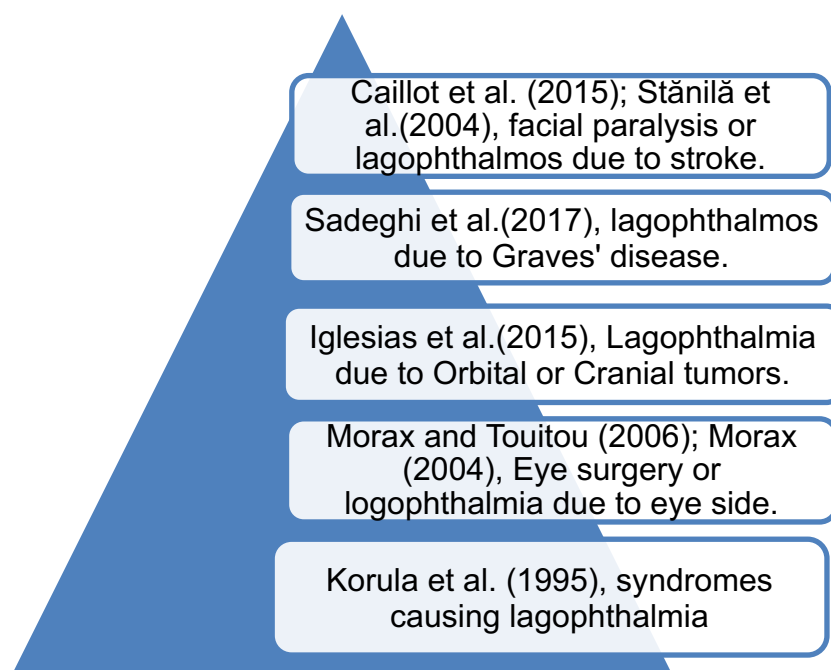 Caillot et al. (2015); Stănilă et
al.(2004), facial paralysis or
lagophthalmos due to stroke.
Sadeghi et al.(2017), lagophthalmos
due to Graves' disease.
Iglesias et al.(2015), Lagophthalmia
due to Orbital or Cranial tumors.
Morax and Touitou (2006); Morax
(2004), Eye surgery or
logophthalmia due to eye side.
Korula et al. (1995), syndromes
causing lagophthalmia